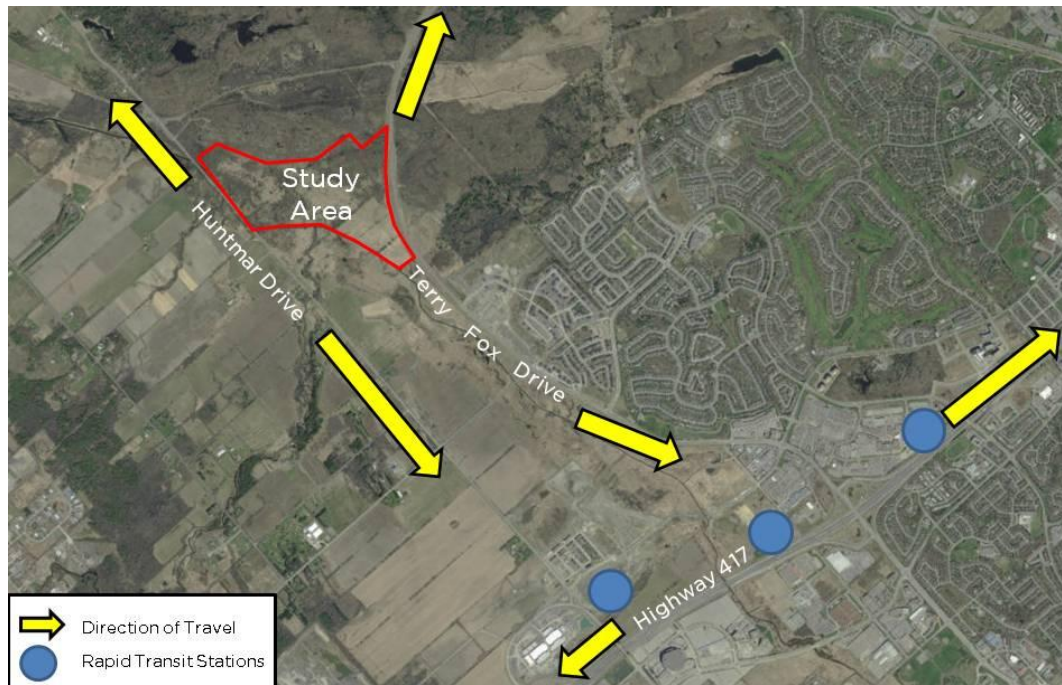 Study
Area
Huntmar Drive
Terry Fox Drive
Highway 417
Direction of Travel
Rapid Transit Stations